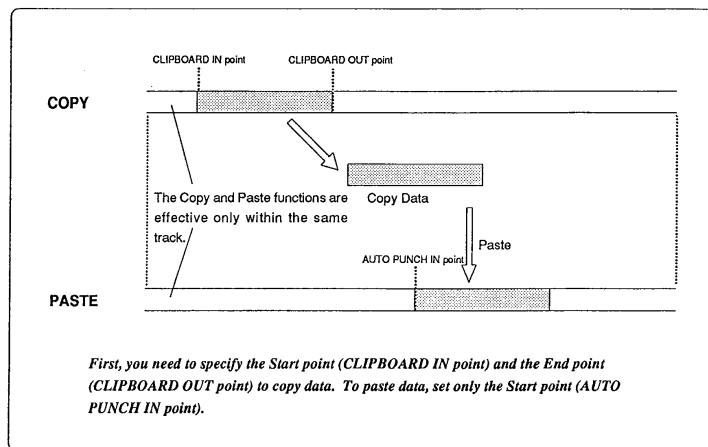 CLIPBOARD IN point
CLIPBOARD OUT point
COPY
The Copy and Paste functions are
effective only within the same
track.
Copy Data
Paste
AUTO PUNCH IN point
PASTE
First, you need to specify the Start point (CLIPBOARD IN point) and the End point
(CLIPBOARD OUT point) to copy data. To paste data, set only the Start point (AUTO
PUNCH IN point).